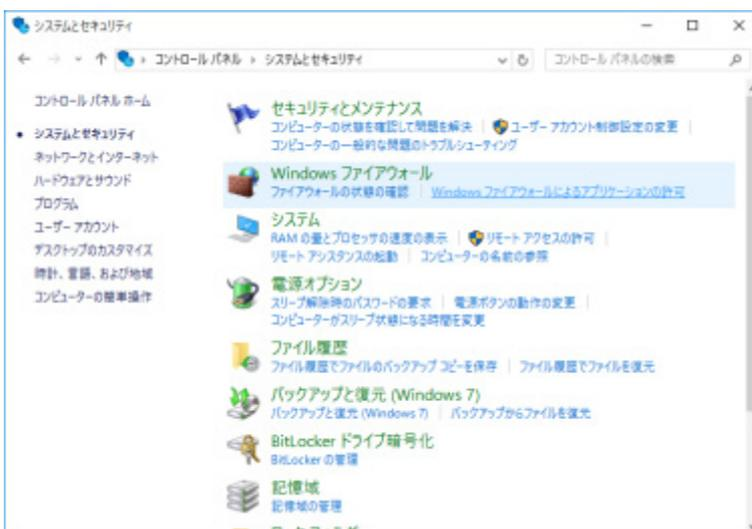 システムとセキュリティ
コントロール パネル › システムとセキュリティ
コントロール パネルの検索
コントロール パネル ホーム
システムとセキュリティ
ネットワークとインターネット
ハードウェアとサウンド
プログラム
ユーザー アカウント
デスクトップのカスタマイズ
時計、言語、および地域
コンピューターの簡単操作
セキュリティとメンテナンス
コンピューターの状態を確認して問題を解決 ユーザー アカウント制御設定の変更
コンピューターの一般的な問題のトラブルシューティング
Windows ファイアウォール
ファイアウォールの状態の確認 Windows ファイアウォールによるアプリケーションの許可
システム
RAM の量とプロセッサの速度の表示 リモート アクセスの許可
リモート アシスタンスの起動 コンピューターの名前の参照
電源オプション
スリープ解除時のパスワードの要求 電源ボタンの動作の変更
コンピューターがスリープ状態になる時間を変更
ファイル履歴
ファイル履歴でファイルのバックアップ コピーを保存 ファイル履歴でファイルを復元
バックアップと復元 (Windows 7)
バックアップと復元 (Windows 7) バックアップからファイルを復元
BitLocker ドライブ暗号化
BitLocker の管理
記憶域
記憶域の管理